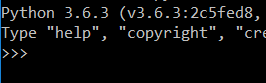 Python 3.6.3 (v3.6.3:2c5fed8,
Type "help", "copyright", "cre
>>>